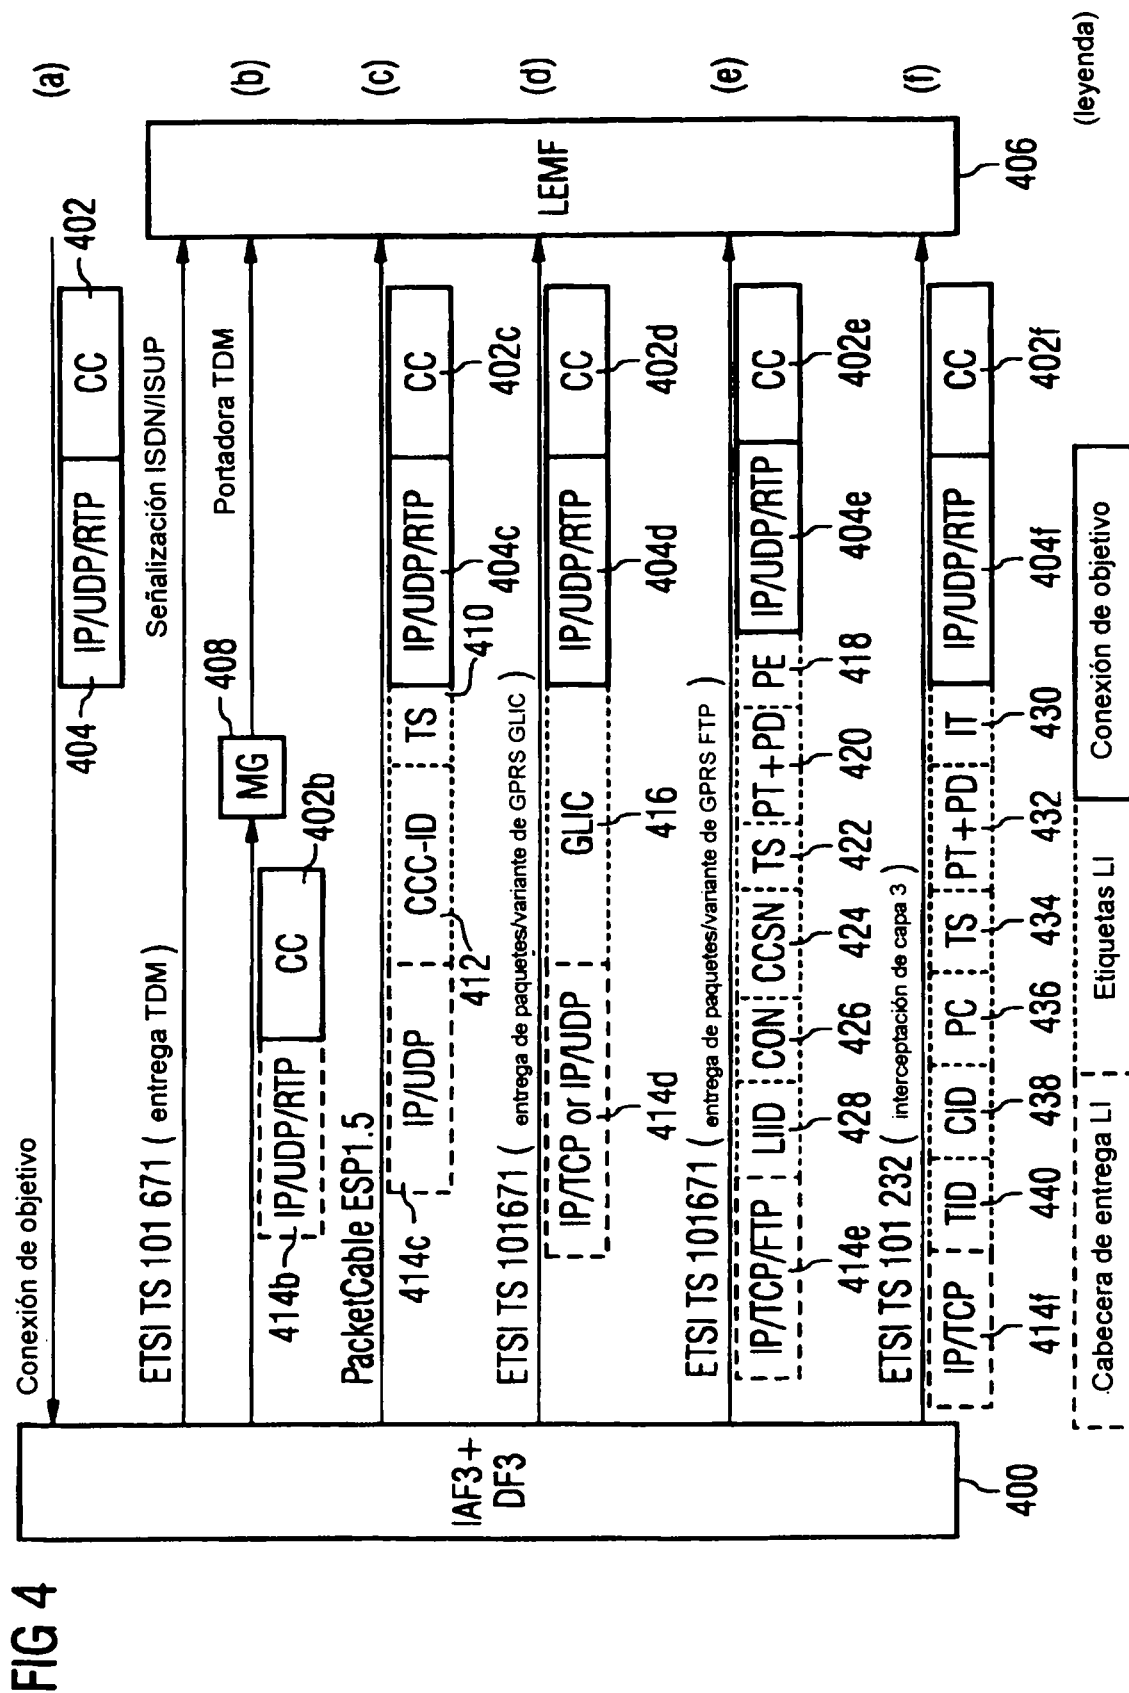 FIG 4
Conexión de objetivo
(a)
404
IP/UDP/RTP
CC
402
ETSI TS 101 671 ( entrega TDM )
Señalización ISDN/ISUP
408
MG
Portadora TDM
(b)
414b
IP/UDP/RTP
CC
402b
PacketCable ESP1.5
(c)
IP/UDP
CCC-ID
TS
IP/UDP/RTP
CC
414c
412
410
404c
402c
ETSI TS 101671 ( entrega de paquetes/variante de GPRS GLIC )
(d)
IP/TCP or IP/UDP
GLIC
IP/UDP/RTP
CC
414d
416
404d
402d
ETSI TS 101671 ( entrega de paquetes/variante de GPRS FTP )
(e)
IP/TCP/FTP
LIID
CON
CCSN
TS
PT+PD
PE
IP/UDP/RTP
CC
414e
428
426
424
422
420
418
404e
402e
ETSI TS 101 232 ( interceptación de capa 3 )
(f)
IP/TCP
TID
CID
PC
TS
PT+PD
IT
IP/UDP/RTP
CC
414f
440
438
436
434
432
430
404f
402f
IAF3+
DF3
400
LEMF
406
Cabecera de entrega LI
Etiquetas LI
Conexión de objetivo
(leyenda)